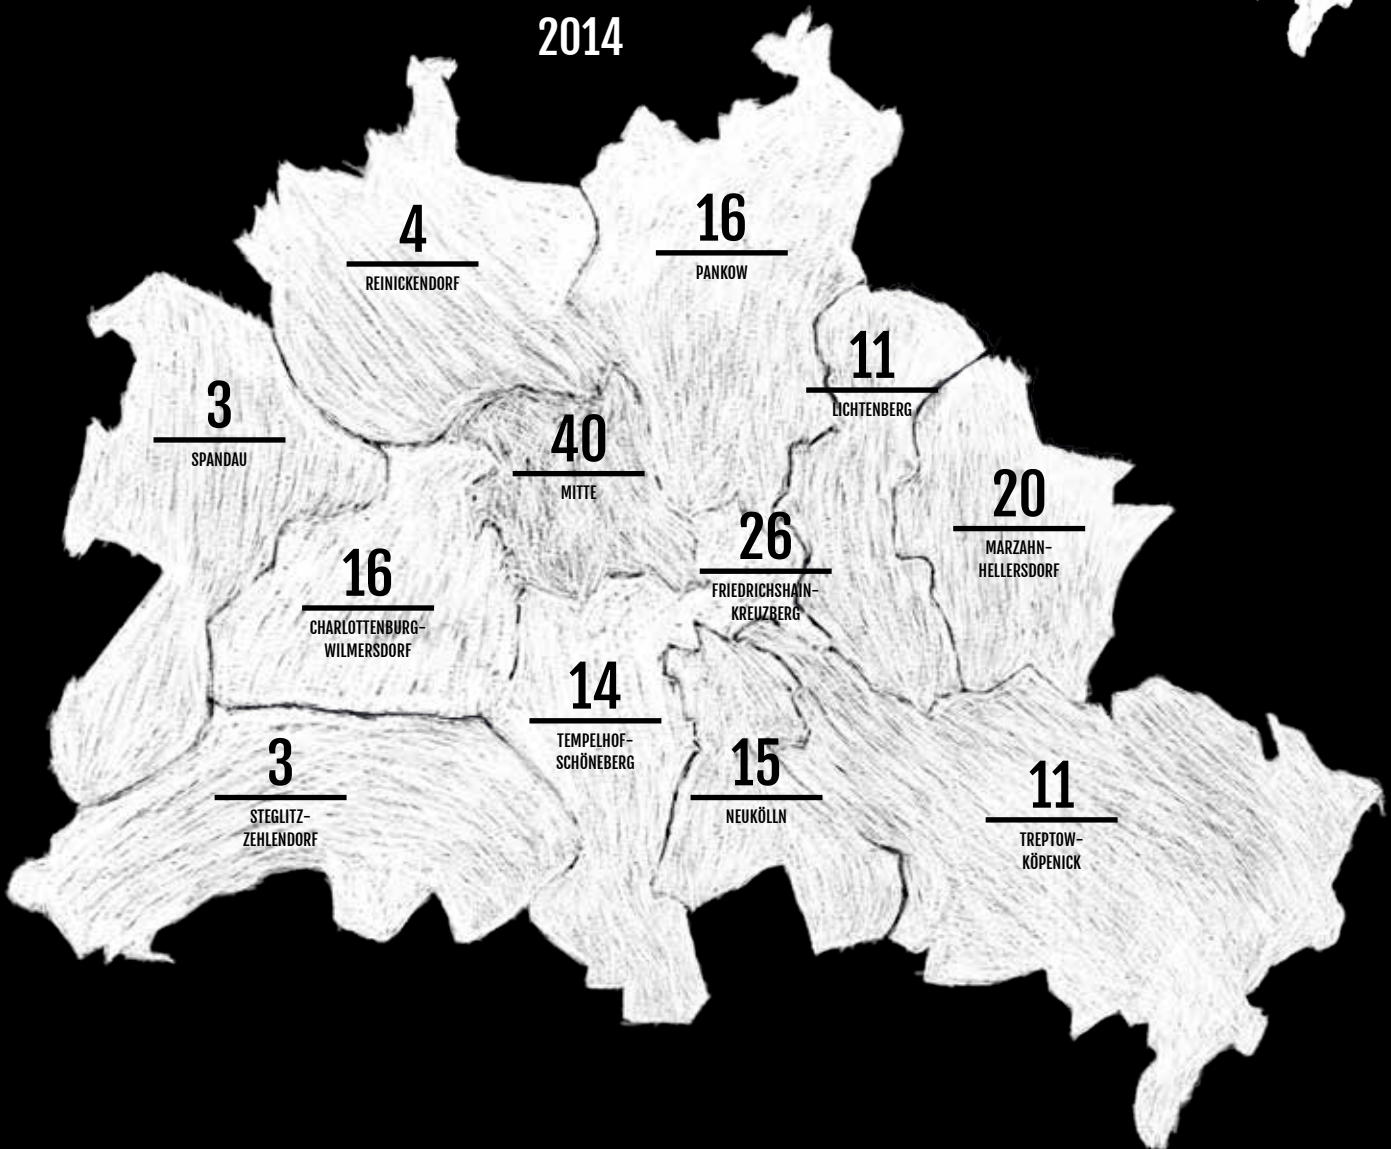 2014
4
REINICKENDORF
16
PANKOW
11
LICHTENBERG
3
SPANDAU
40
MITTE
20
MARZAHN-
HELLERSDORF
26
FRIEDRICHSHAIN-
KREUZBERG
16
CHARLOTTENBURG-
WILMERSDORF
14
TEMPELHOF-
SCHÖNEBERG
3
STEGLITZ-
ZEHLENDORF
15
NEUKÖLLN
11
TREPTOW-
KÖPENICK